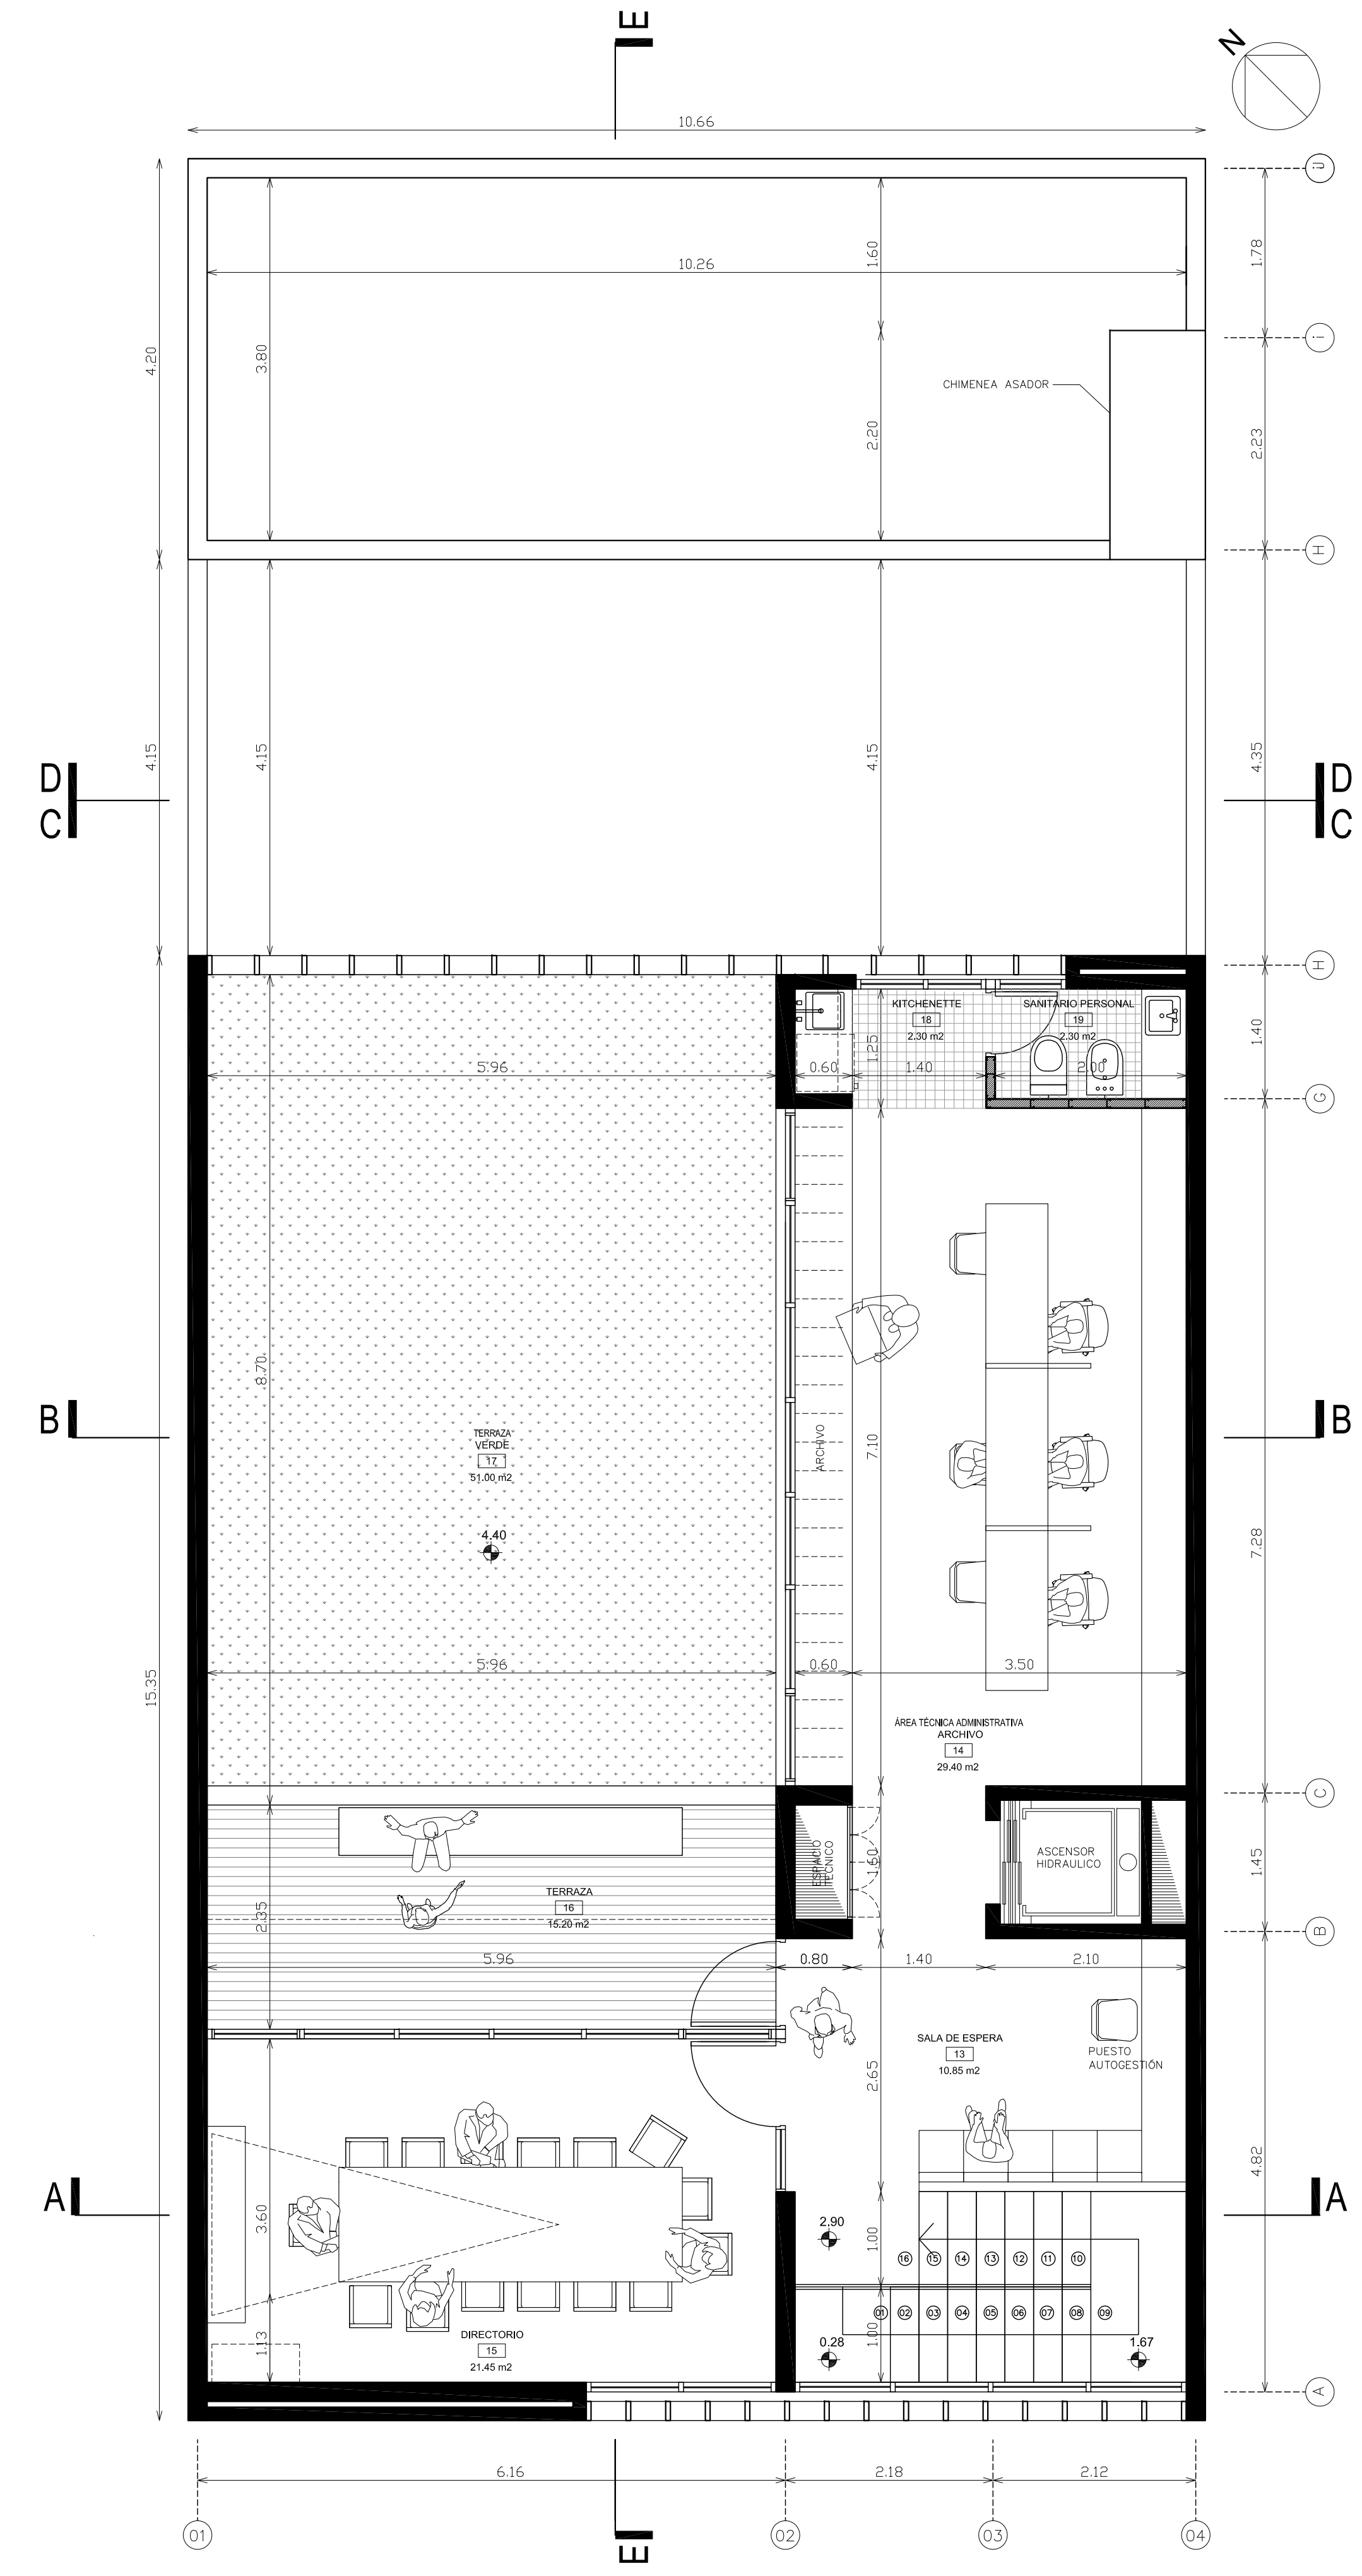 E
N
10.66
J
1.60
1.78
10.26
4.20
3.80
i
CHIMENEA ASADOR
2.20
2.23
H
4.15
4.15
4.15
4.35
D
C
D
C
H
KITCHENETTE
18
2.30 m2
SANITARIO PERSONAL
19
2.30 m2
1.25
1.40
5.96
0.60
1.40
2.00
G
8.70
B
B
TERRAZA
VERDE
17
51.00 m2
ARCHIVO
7.10
4.40
7.28
5.96
0.60
3.50
15.35
ÁREA TÉCNICA ADMINISTRATIVA
ARCHIVO
14
29.40 m2
C
ESPACIO
TECNICO
1.60
ASCENSOR
HIDRAULICO
1.45
TERRAZA
16
15.20 m2
2.35
B
5.96
0.80
1.40
2.10
SALA DE ESPERA
13
10.85 m2
PUESTO
AUTOGESTIÓN
2.65
4.82
A
A
3.60
2.90
1.00
16
15
14
13
12
11
10
01
02
03
04
05
06
07
08
09
1.13
DIRECTORIO
15
21.45 m2
0.28
1.00
1.67
A
6.16
2.18
2.12
01
02
03
04
E